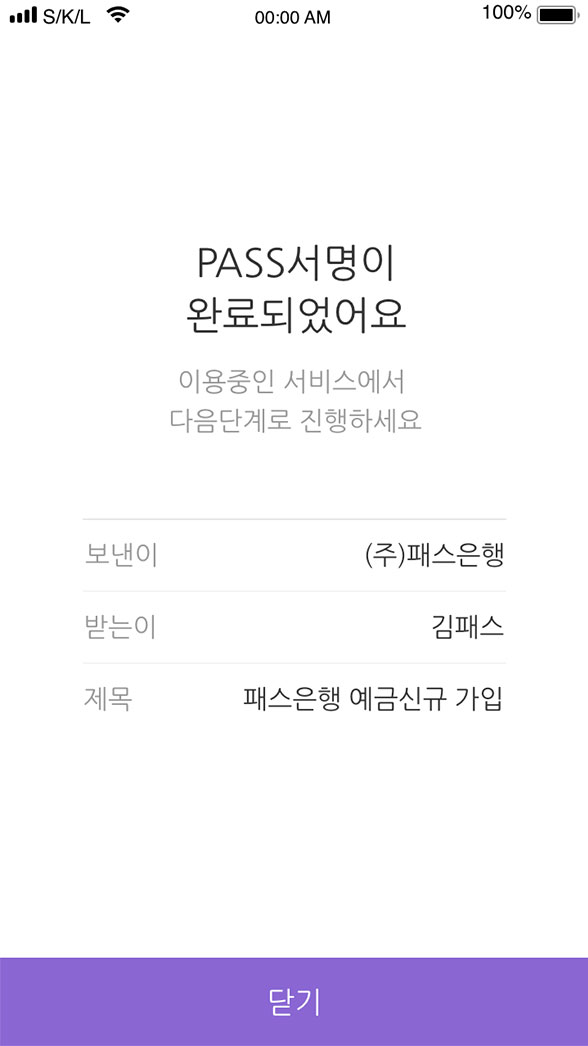 S/K/L 00:00 AM 100%
PASS서명이
완료되었어요
이용중인 서비스에서
다음단계로 진행하세요
보낸이 (주)패스은행
받는이 김패스
제목 패스은행 예금신규 가입
닫기